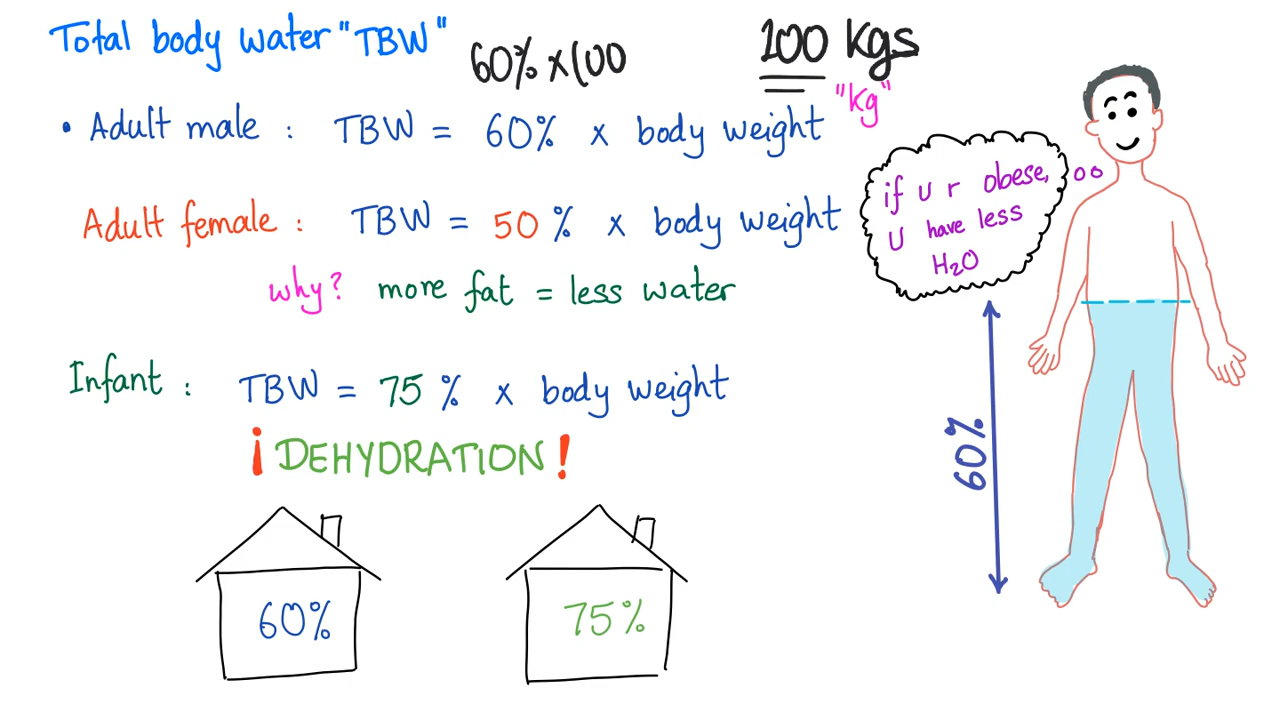 Total body water "TBW"
60% x 100
100 kgs
"kg"
• Adult male : TBW = 60% x body weight
if u r obese,
U have less
H₂O
Adult female : TBW = 50 % x body weight
why? more fat = less water
Infant : TBW = 75 % x body weight
¡DEHYDRATION!
60%
60%
75%